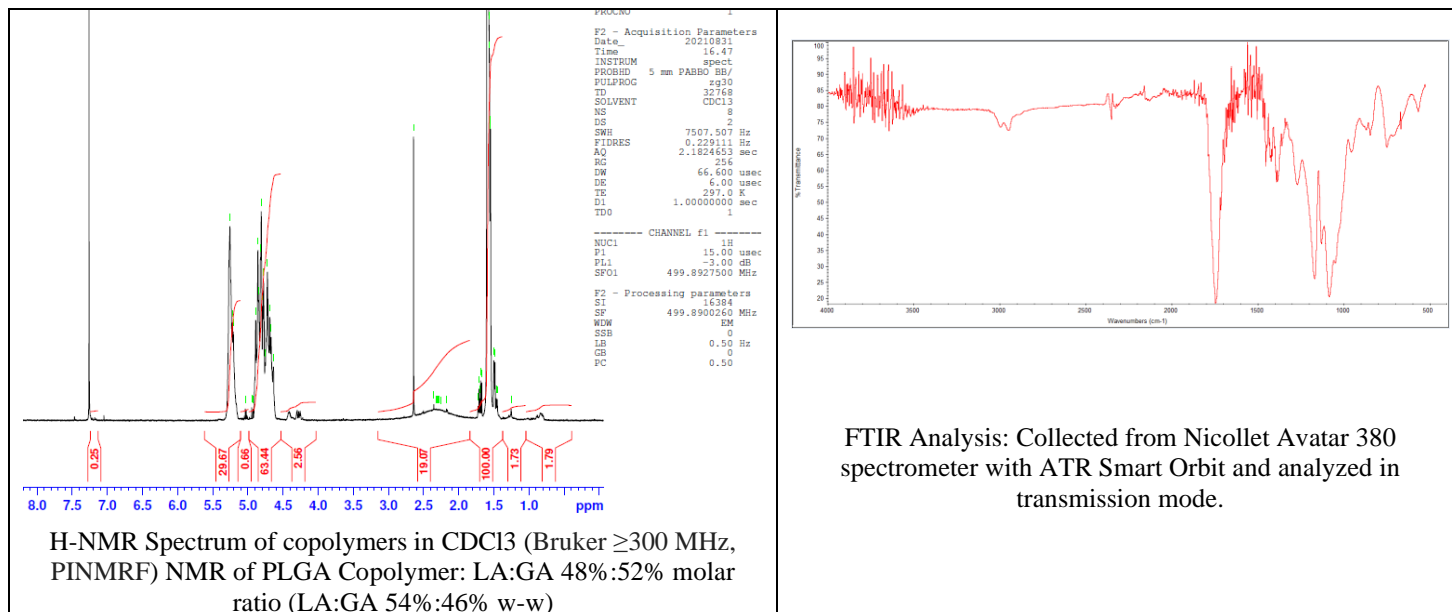 PROCNO 1
F2 - Acquisition Parameters
Date_ 20210831
Time 16.47
INSTRUM spect
PROBHD 5 mm PABBO BB/
PULPROG zg30
TD 32768
SOLVENT CDCl3
NS 8
DS 2
SWH 7507.507 Hz
FIDRES 0.229111 Hz
AQ 2.1824653 sec
RG 256
DW 66.600 usec
DE 6.00 usec
TE 297.0 K
D1 1.00000000 sec
TD0 1
======== CHANNEL f1 ========
NUC1 1H
P1 15.00 usec
PL1 -3.00 dB
SFO1 499.8927500 MHz
F2 - Processing parameters
SI 16384
SF 499.8900260 MHz
WDW EM
SSB 0
LB 0.50 Hz
GB 0
PC 0.50
0.25 29.67 0.66 63.44 2.56 19.07 100.00 1.73 1.79
8.0 7.5 7.0 6.5 6.0 5.5 5.0 4.5 4.0 3.5 3.0 2.5 2.0 1.5 1.0 ppm
H-NMR Spectrum of copolymers in CDCl3 (Bruker ≥300 MHz,
PINMRF) NMR of PLGA Copolymer: LA:GA 48%:52% molar
ratio (LA:GA 54%:46% w-w)
%Transmittance
100
95
90
85
80
75
70
65
60
55
50
45
40
35
30
25
20
4000 3500 3000 2500 2000 1500 1000 500
Wavenumbers (cm-1)
FTIR Analysis: Collected from Nicollet Avatar 380
spectrometer with ATR Smart Orbit and analyzed in
transmission mode.